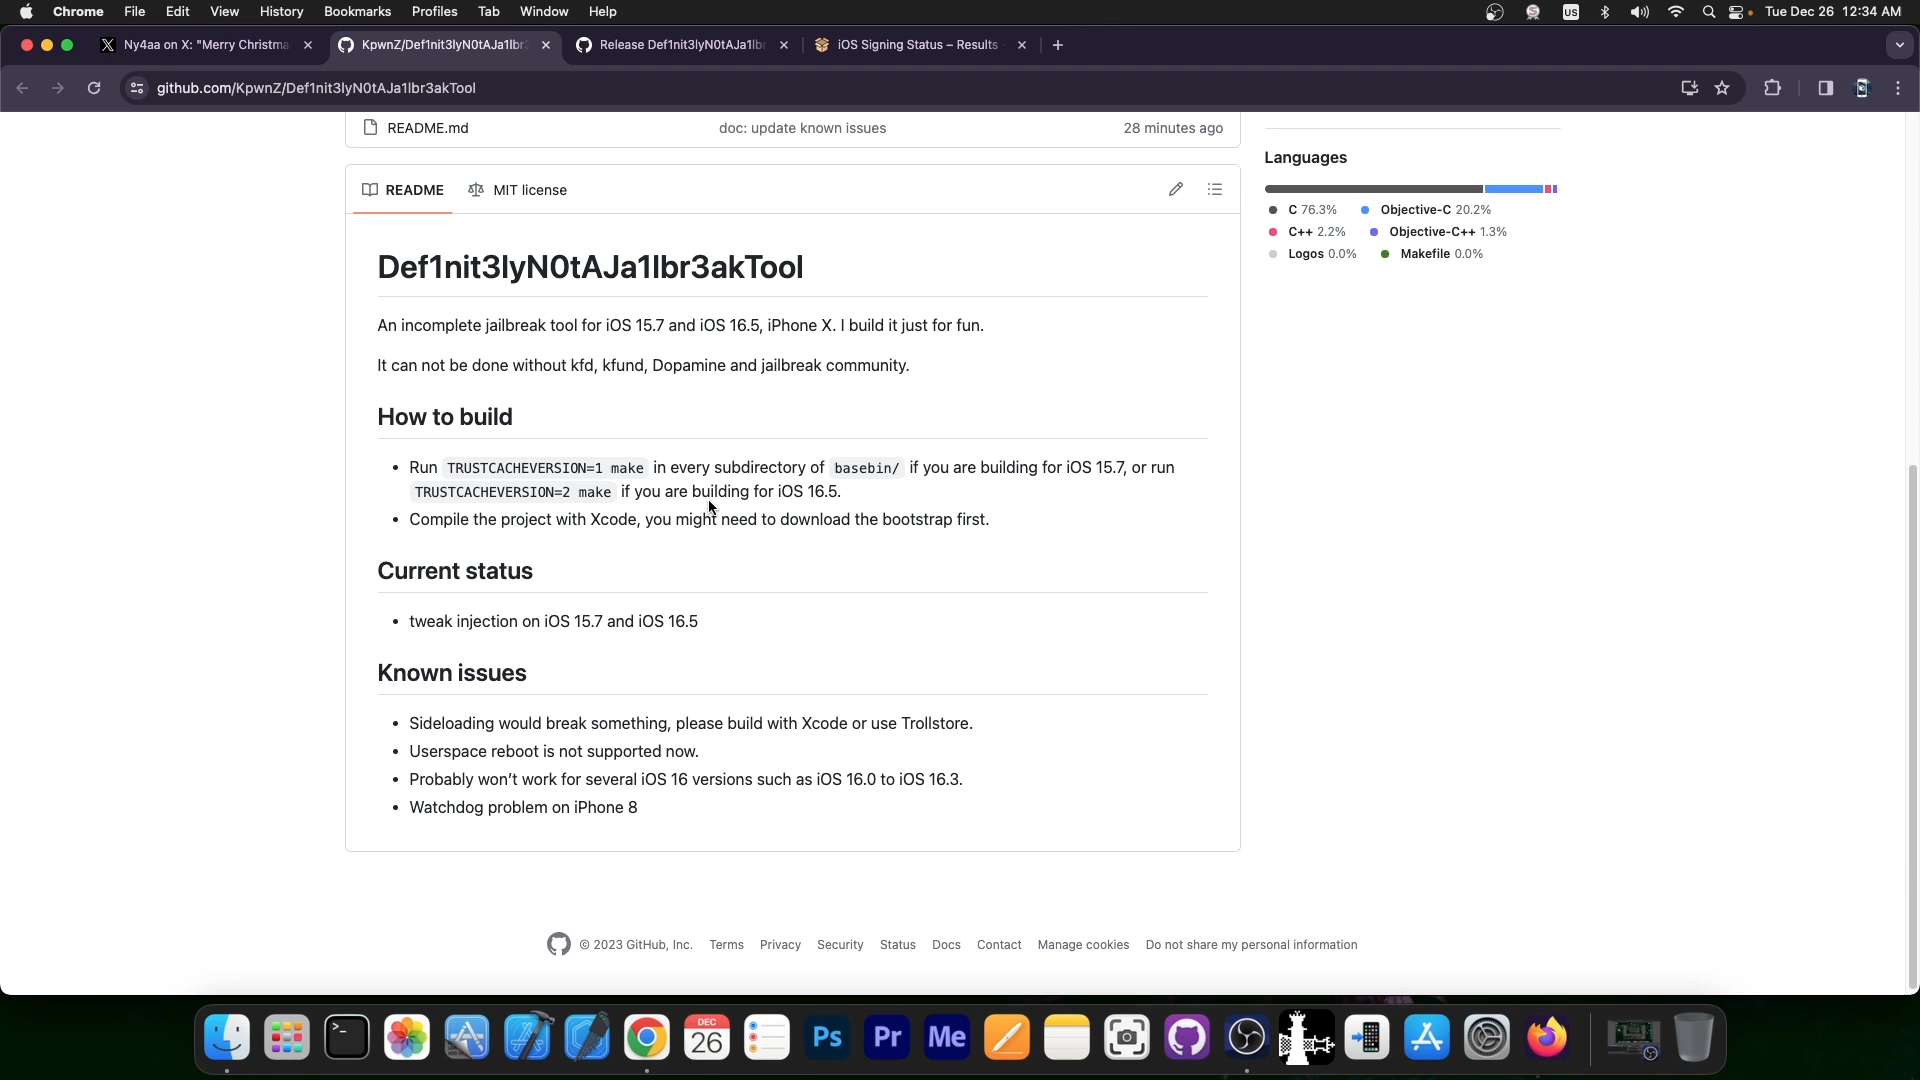 Chrome File Edit View History Bookmarks Profiles Tab Window Help US Tue Dec 26 12:34 AM
Ny4aa on X: "Merry Christma KpwnZ/Def1nit3lyN0tAJa1lbr Release Def1nit3lyN0tAJa1lbr iOS Signing Status – Results
github.com/KpwnZ/Def1nit3lyN0tAJa1lbr3akTool
README.md doc: update known issues 28 minutes ago
README MIT license
Def1nit3lyN0tAJa1lbr3akTool
An incomplete jailbreak tool for iOS 15.7 and iOS 16.5, iPhone X. I build it just for fun.
It can not be done without kfd, kfund, Dopamine and jailbreak community.
How to build
• Run TRUSTCACHEVERSION=1 make in every subdirectory of basebin/ if you are building for iOS 15.7, or run
TRUSTCACHEVERSION=2 make if you are building for iOS 16.5.
• Compile the project with Xcode, you might need to download the bootstrap first.
Current status
• tweak injection on iOS 15.7 and iOS 16.5
Known issues
• Sideloading would break something, please build with Xcode or use Trollstore.
• Userspace reboot is not supported now.
• Probably won't work for several iOS 16 versions such as iOS 16.0 to iOS 16.3.
• Watchdog problem on iPhone 8
Languages
C 76.3% Objective-C 20.2%
C++ 2.2% Objective-C++ 1.3%
Logos 0.0% Makefile 0.0%
© 2023 GitHub, Inc. Terms Privacy Security Status Docs Contact Manage cookies Do not share my personal information
DEC
26
Ps Pr Me